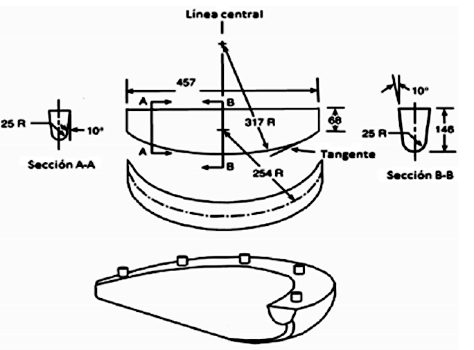 Línea central
457
A
B
10°
317 R
68
25 R
10°
25 R
146
A
B
Tangente
Sección A-A
254 R
Sección B-B